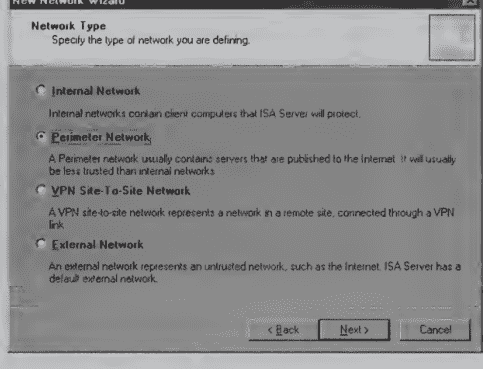 New Network Wizard
Network Type
Specify the type of network you are defining.
Internal Network
Internal networks contain client computers that ISA Server will protect.
Perimeter Network
A Perimeter network usually contains servers that are published to the Internet. It will usually
be less trusted than internal networks
VPN Site-To-Site Network
A VPN site-to-site network represents a network in a remote site, connected through a VPN
link
External Network
An external network represents an untrusted network, such as the Internet. ISA Server has a
default external network.
< Back
Next >
Cancel